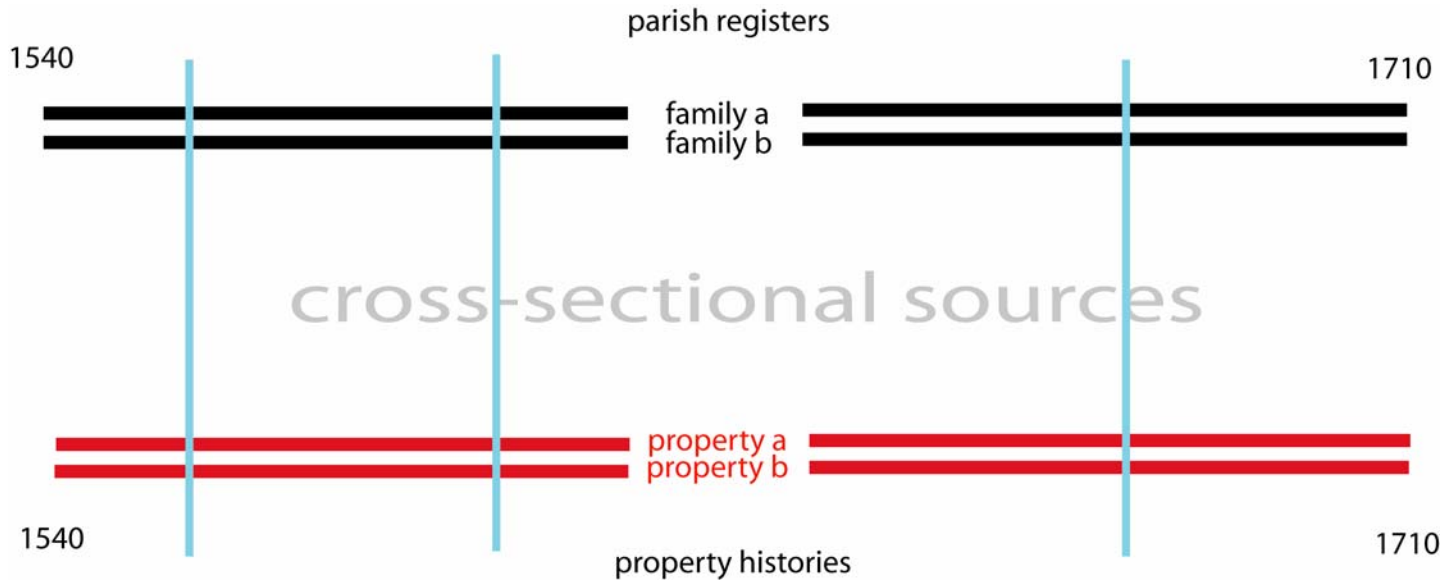 parish registers
1540
1710
family a
family b
cross-sectional sources
property a
property b
1540
1710
property histories